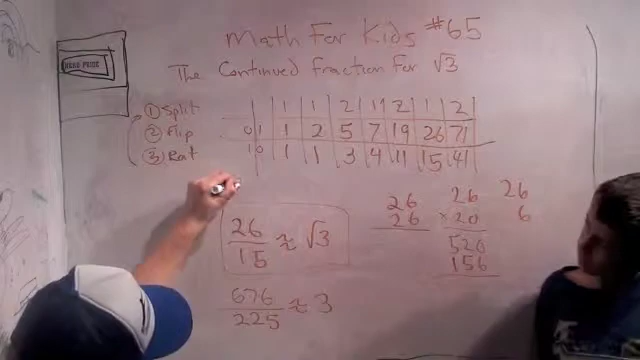 Math For Kids #65
The Continued Fraction For √3
NERD PRIDE
① Split
② Flip
③ Rat
1 1 2 1 2 1 2
0 1 1 2 5 7 19 26 71
1 0 1 1 3 4 11 15 41
26/15 ≈ √3
676/225 ≈ 3
26
26
26
×20
520
156
26
6